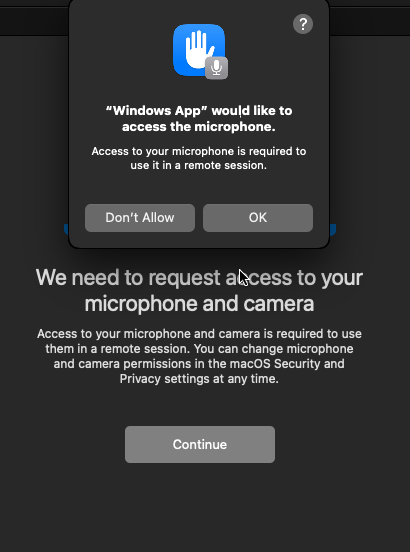 ?
“Windows App” would like to
access the microphone.
Access to your microphone is required to
use it in a remote session.
Don’t Allow
OK
We need to request access to your
microphone and camera
Access to your microphone and camera is required to use
them in a remote session. You can change microphone
and camera permissions in the macOS Security and
Privacy settings at any time.
Continue